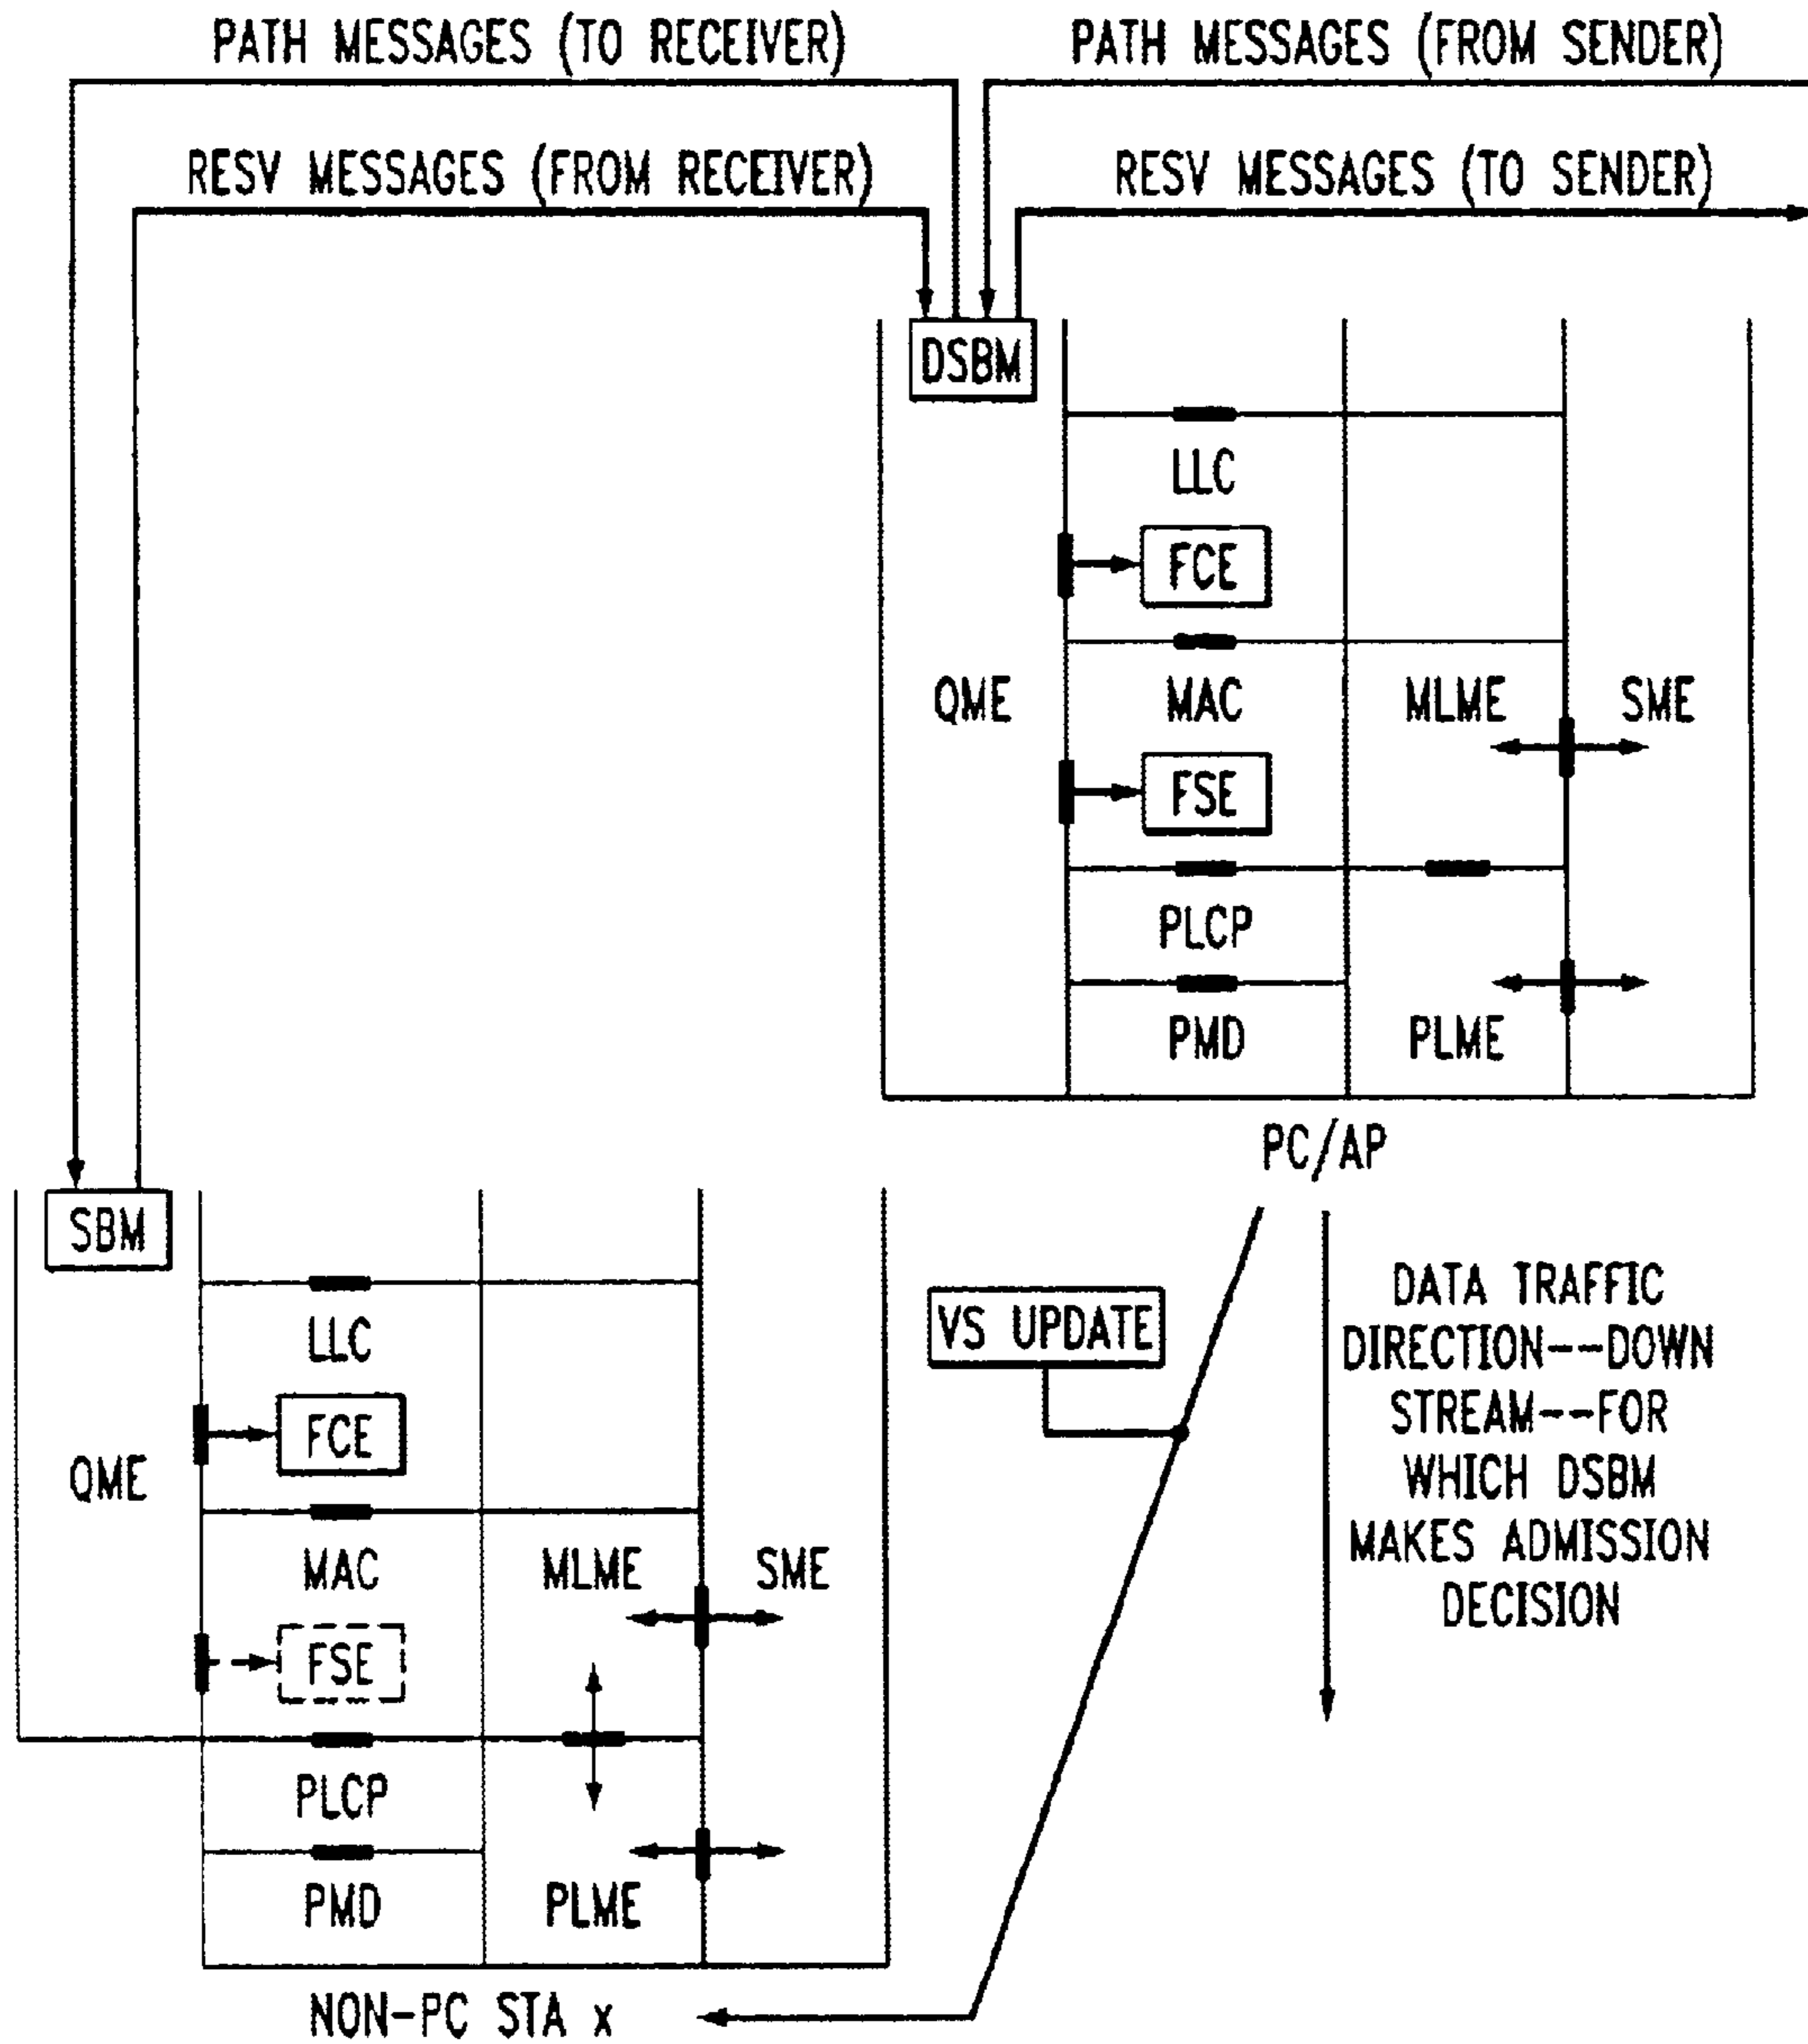 PATH MESSAGES (TO RECEIVER)
PATH MESSAGES (FROM SENDER)
RESV MESSAGES (FROM RECEIVER)
RESV MESSAGES (TO SENDER)
DSBM
LLC
FCE
QME
MAC
MLME
SME
FSE
PLCP
PMD
PLME
PC/AP
SBM
LLC
FCE
QME
MAC
MLME
SME
FSE
PLCP
PMD
PLME
NON-PC STA x
VS UPDATE
DATA TRAFFIC
DIRECTION--DOWN
STREAM--FOR
WHICH DSBM
MAKES ADMISSION
DECISION